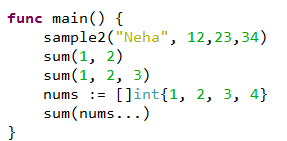 func main() {
    sample2("Neha", 12,23,34)
    sum(1, 2)
    sum(1, 2, 3)
    nums := []int{1, 2, 3, 4}
    sum(nums...)
}